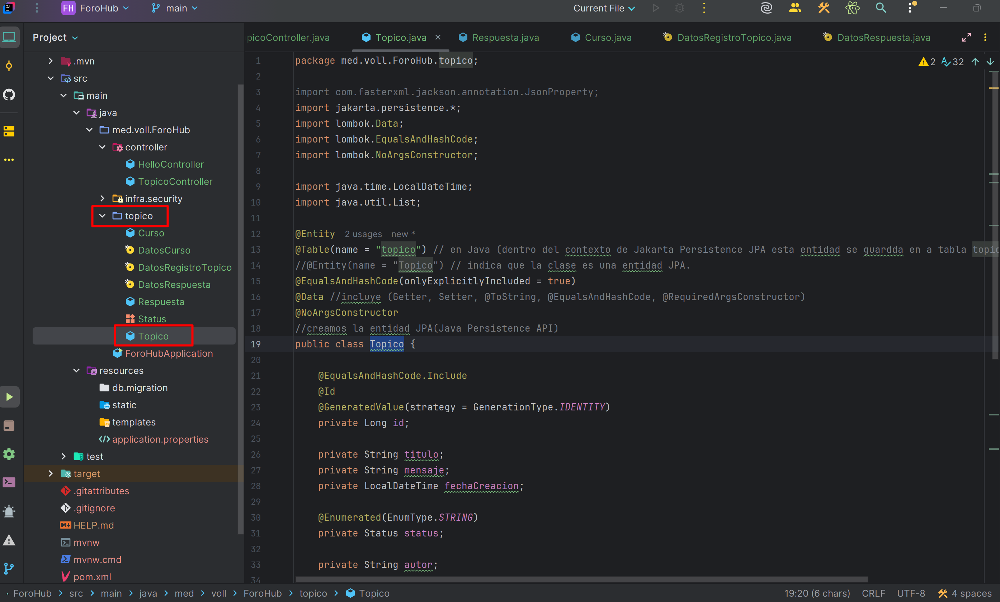 FH ForoHub main Current File
Project
picoController.java Topico.java Respuesta.java Curso.java DatosRegistroTopico.java DatosRespuesta.java
.mvn
src
main
java
med.voll.ForoHub
controller
HelloController
TopicoController
infra.security
topico
Curso
DatosCurso
DatosRegistroTopico
DatosRespuesta
Respuesta
Status
Topico
ForoHubApplication
resources
db.migration
static
templates
application.properties
test
target
.gitattributes
.gitignore
HELP.md
mvnw
mvnw.cmd
pom.xml
2 32
1 package med.voll.ForoHub.topico;
2
3 import com.fasterxml.jackson.annotation.JsonProperty;
4 import jakarta.persistence.*;
5 import lombok.Data;
6 import lombok.EqualsAndHashCode;
7 import lombok.NoArgsConstructor;
8
9 import java.time.LocalDateTime;
10 import java.util.List;
11
12 @Entity 2 usages new *
13 @Table(name = "topico") // en Java (dentro del contexto de Jakarta Persistence JPA esta entidad se guardda en a tabla topic
14 //@Entity(name = "Topico") // indica que la clase es una entidad JPA.
15 @EqualsAndHashCode(onlyExplicitlyIncluded = true)
16 @Data //incluye (Getter, Setter, @ToString, @EqualsAndHashCode, @RequiredArgsConstructor)
17 @NoArgsConstructor
18 //creamos la entidad JPA(Java Persistence API)
19 public class Topico {
20
21 @EqualsAndHashCode.Include
22 @Id
23 @GeneratedValue(strategy = GenerationType.IDENTITY)
24 private Long id;
25
26 private String titulo;
27 private String mensaje;
28 private LocalDateTime fechaCreacion;
29
30 @Enumerated(EnumType.STRING)
31 private Status status;
32
33 private String autor;
34
ForoHub > src > main > java > med > voll > ForoHub > topico > Topico 19:20 (6 chars) CRLF UTF-8 4 spaces